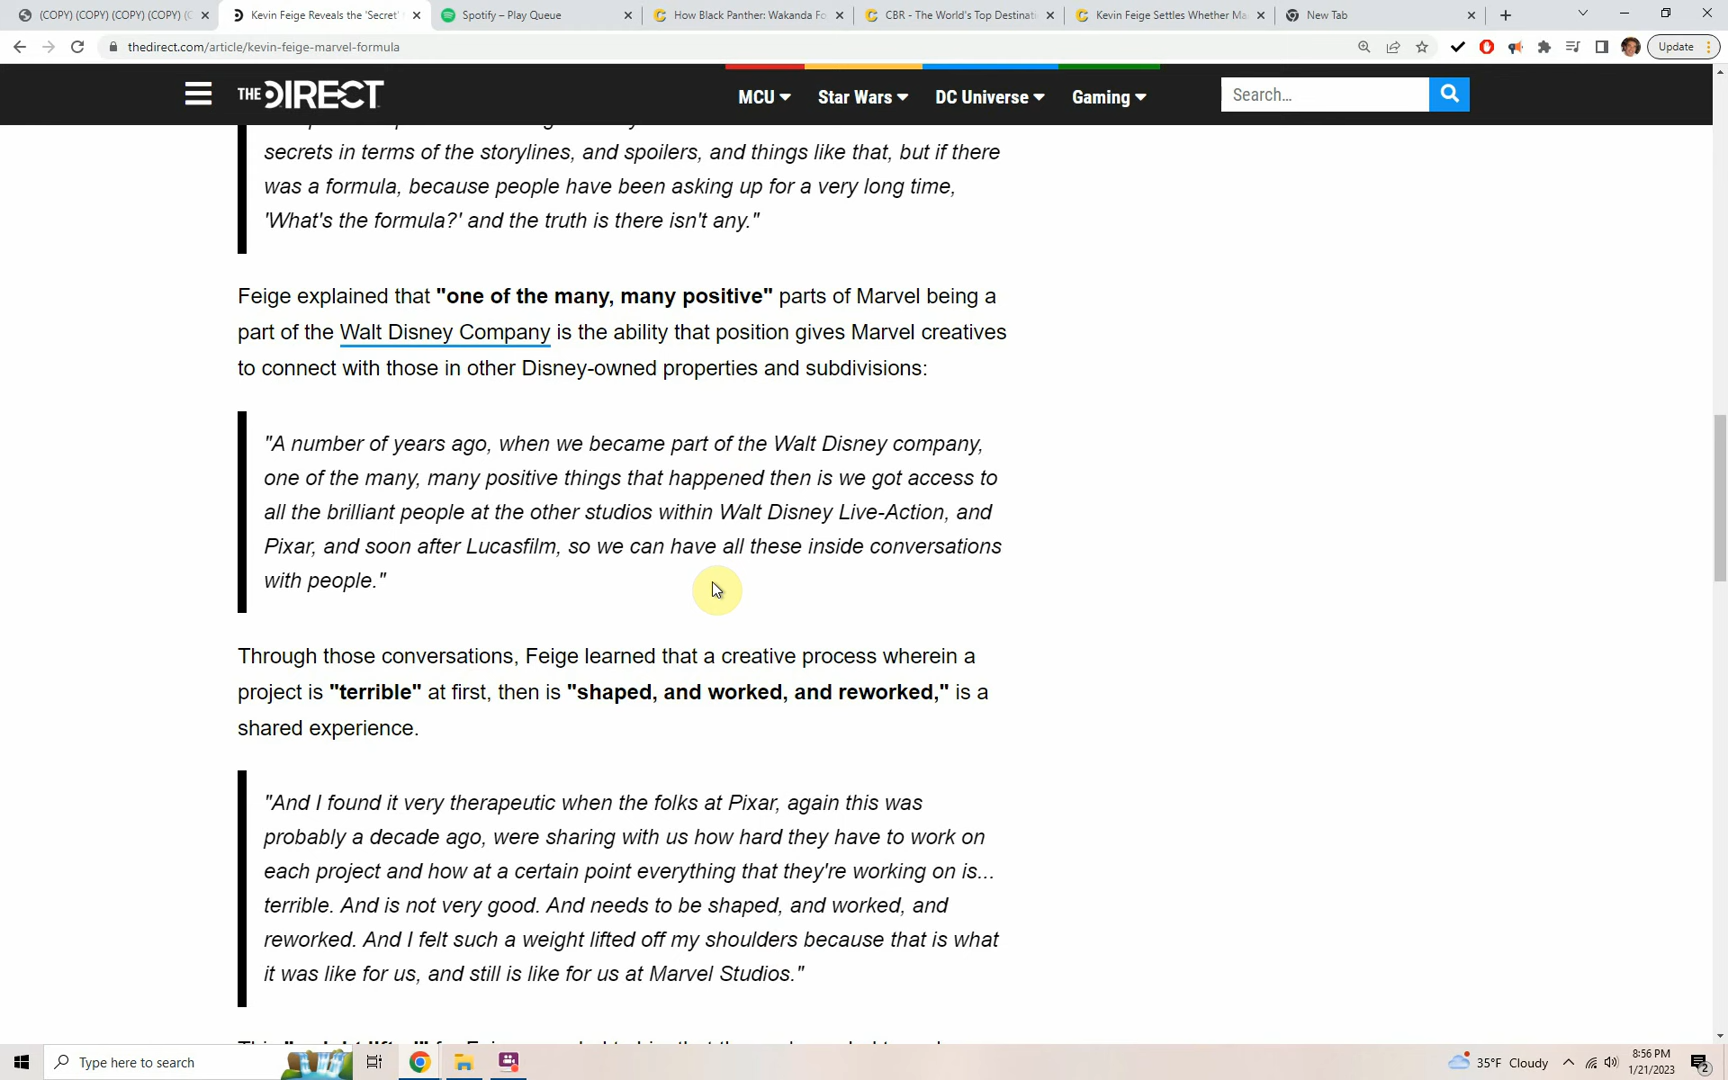 (COPY) (COPY) (COPY) (COPY) (C
Kevin Feige Reveals the 'Secret'
Spotify – Play Queue
How Black Panther: Wakanda Fo
CBR - The World's Top Destinati
Kevin Feige Settles Whether Ma
New Tab
thedirect.com/article/kevin-feige-marvel-formula
Update
THE DIRECT
MCU
Star Wars
DC Universe
Gaming
Search...
secrets in terms of the storylines, and spoilers, and things like that, but if there
was a formula, because people have been asking up for a very long time,
'What's the formula?' and the truth is there isn't any."
Feige explained that "one of the many, many positive" parts of Marvel being a
part of the Walt Disney Company is the ability that position gives Marvel creatives
to connect with those in other Disney-owned properties and subdivisions:
"A number of years ago, when we became part of the Walt Disney company,
one of the many, many positive things that happened then is we got access to
all the brilliant people at the other studios within Walt Disney Live-Action, and
Pixar, and soon after Lucasfilm, so we can have all these inside conversations
with people."
Through those conversations, Feige learned that a creative process wherein a
project is "terrible" at first, then is "shaped, and worked, and reworked," is a
shared experience.
"And I found it very therapeutic when the folks at Pixar, again this was
probably a decade ago, were sharing with us how hard they have to work on
each project and how at a certain point everything that they're working on is...
terrible. And is not very good. And needs to be shaped, and worked, and
reworked. And I felt such a weight lifted off my shoulders because that is what
it was like for us, and still is like for us at Marvel Studios."
Type here to search
35°F Cloudy
8:56 PM
1/21/2023
2